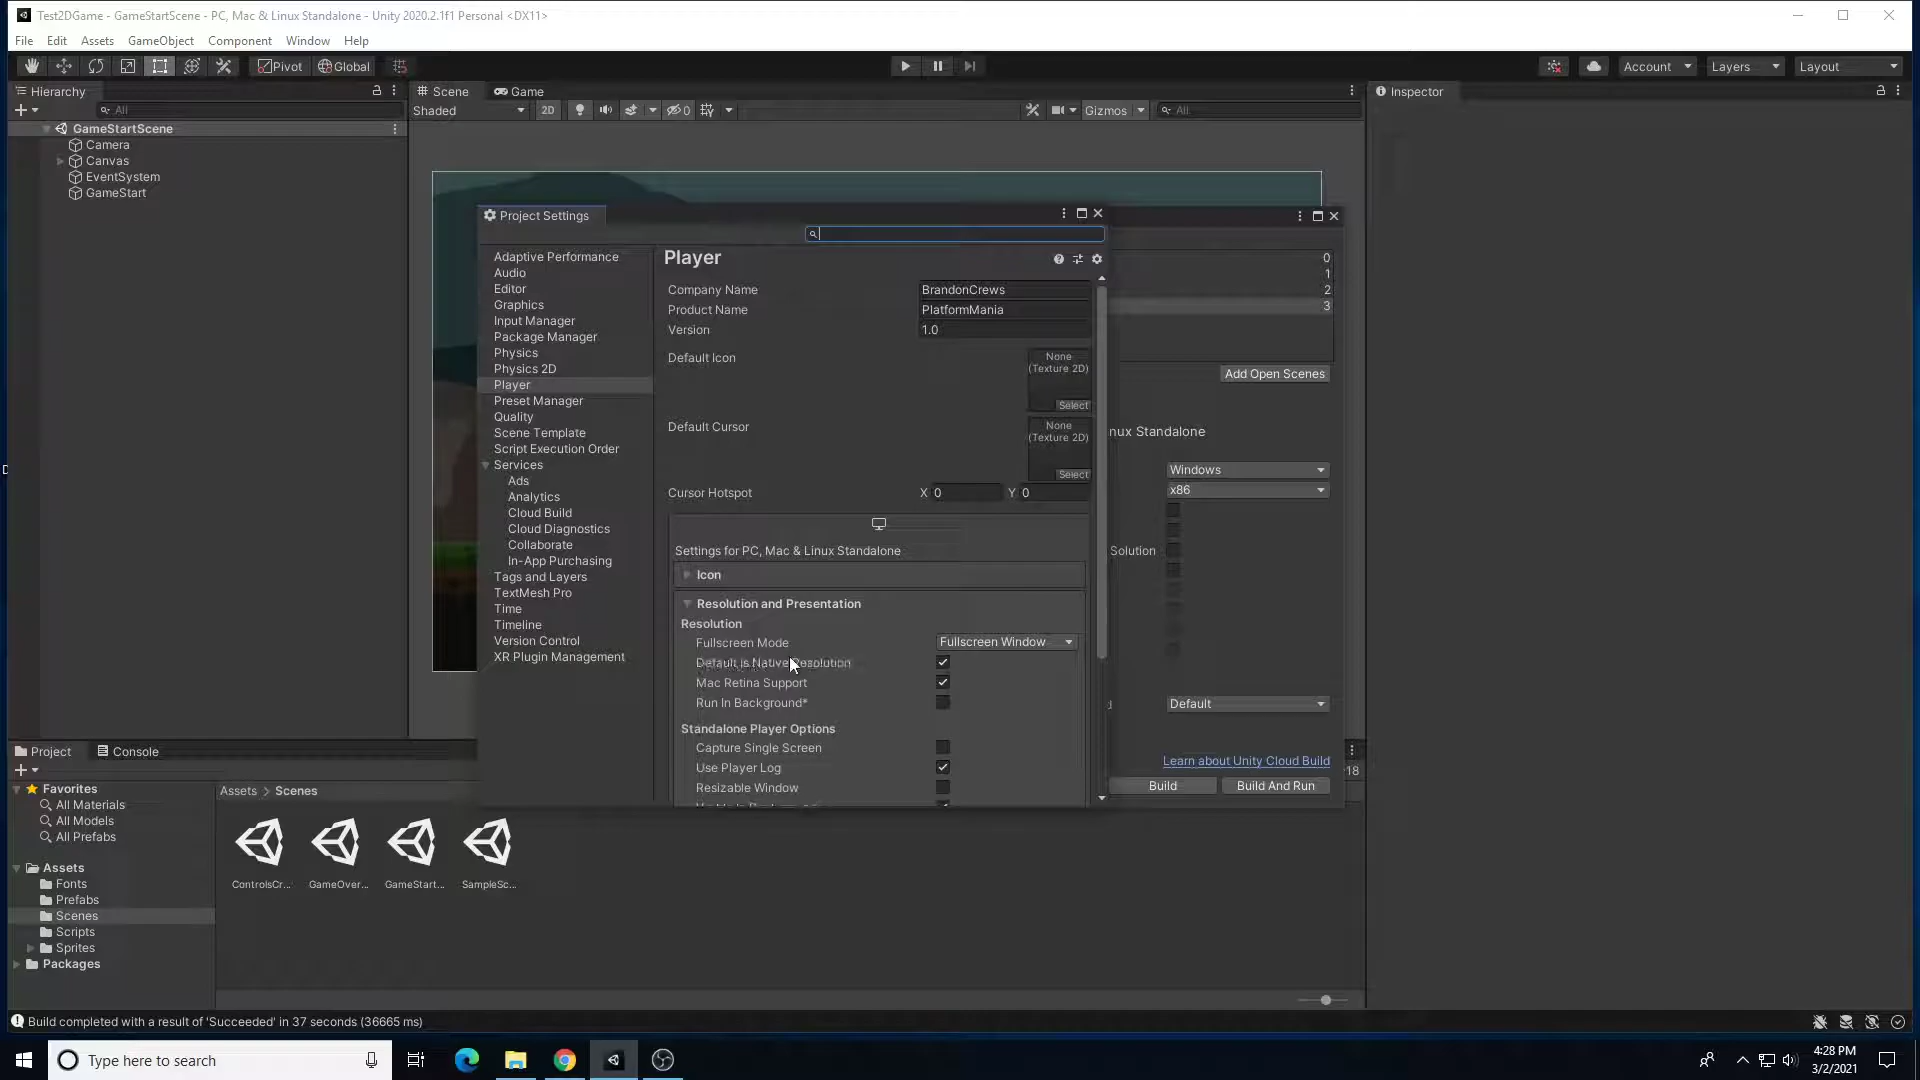 Test2DGame - GameStartScene - PC, Mac & Linux Standalone - Unity 2020.2.1f1 Personal <DX11>
File Edit Assets GameObject Component Window Help
Pivot Global Account Layers Layout
Hierarchy
All
GameStartScene
Camera
Canvas
EventSystem
GameStart
Scene Game
Shaded 2D 0 Gizmos All
Inspector
Project Settings
Adaptive Performance
Audio
Editor
Graphics
Input Manager
Package Manager
Physics
Physics 2D
Player
Preset Manager
Quality
Scene Template
Script Execution Order
Services
Ads
Analytics
Cloud Build
Cloud Diagnostics
Collaborate
In-App Purchasing
Tags and Layers
TextMesh Pro
Time
Timeline
Version Control
XR Plugin Management
Player
Company Name BrandonCrews
Product Name PlatformMania
Version 1.0
Default Icon None
(Texture 2D)
Select
Default Cursor None
(Texture 2D)
Select
Cursor Hotspot X 0 Y 0
Settings for PC, Mac & Linux Standalone
Icon
Resolution and Presentation
Resolution
Fullscreen Mode Fullscreen Window
Default Is Native Resolution
Mac Retina Support
Run In Background*
Standalone Player Options
Capture Single Screen
Use Player Log
Resizable Window
0
1
2
3
Add Open Scenes
nux Standalone
Windows
x86
Solution
Default
Learn about Unity Cloud Build
Build Build And Run
18
Project Console
Favorites
All Materials
All Models
All Prefabs
Assets
Fonts
Prefabs
Scenes
Scripts
Sprites
Packages
Assets > Scenes
ControlsCr... GameOver... GameStart... SampleSc...
Build completed with a result of 'Succeeded' in 37 seconds (36665 ms)
Type here to search
4:28 PM
3/2/2021